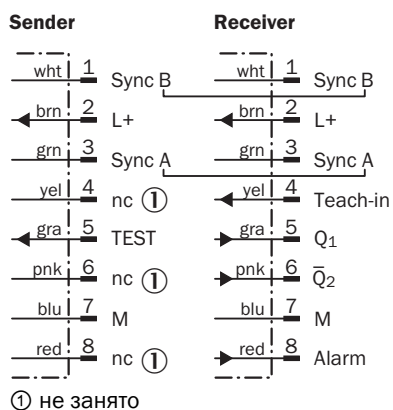 Sender Receiver
wht 1 Sync B wht 1 Sync B
brn 2 L+ brn 2 L+
grn 3 Sync A grn 3 Sync A
yel 4 nc ① yel 4 Teach-in
gra 5 TEST gra 5 Q₁
pnk 6 nc ① pnk 6 Q̅₂
blu 7 M blu 7 M
red 8 nc ① red 8 Alarm
① не занято